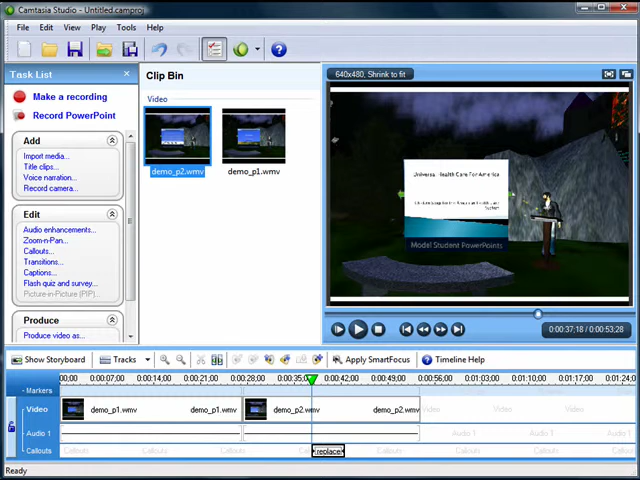 Camtasia Studio - Untitled.camproj
File Edit View Play Tools Help
Task List
Make a recording
Record PowerPoint
Add
Import media...
Title clips...
Voice narration...
Record camera...
Edit
Audio enhancements...
Zoom-n-Pan...
Callouts...
Transitions...
Captions...
Flash quiz and survey...
Picture-in-Picture (PIP)...
Produce
Produce video as...
Clip Bin
Video
demo_p2.wmv demo_p1.wmv
640x480, Shrink to fit
Universal Health Care For America
Model Student PowerPoints
0:00:37;18 / 0:00:53;28
Show Storyboard Tracks Apply SmartFocus Timeline Help
00;00 0:00:07;00 0:00:14;00 0:00:21;00 0:00:28;00 0:00:35;0 0:00:42;00 0:00:49;00 0:00:56;00 0:01:03;00 0:01:10;00 0:01:17;00 0:01:24;0
- Markers
Video demo_p1.wmv demo_p1.wmv demo_p2.wmv demo_p2.wmv Video Video Video Video
Audio 1 Audio 1 Audio 1 Audio 1
Callouts Callouts Callouts Callouts Callouts replace Callouts Callouts Callouts Callouts
Ready